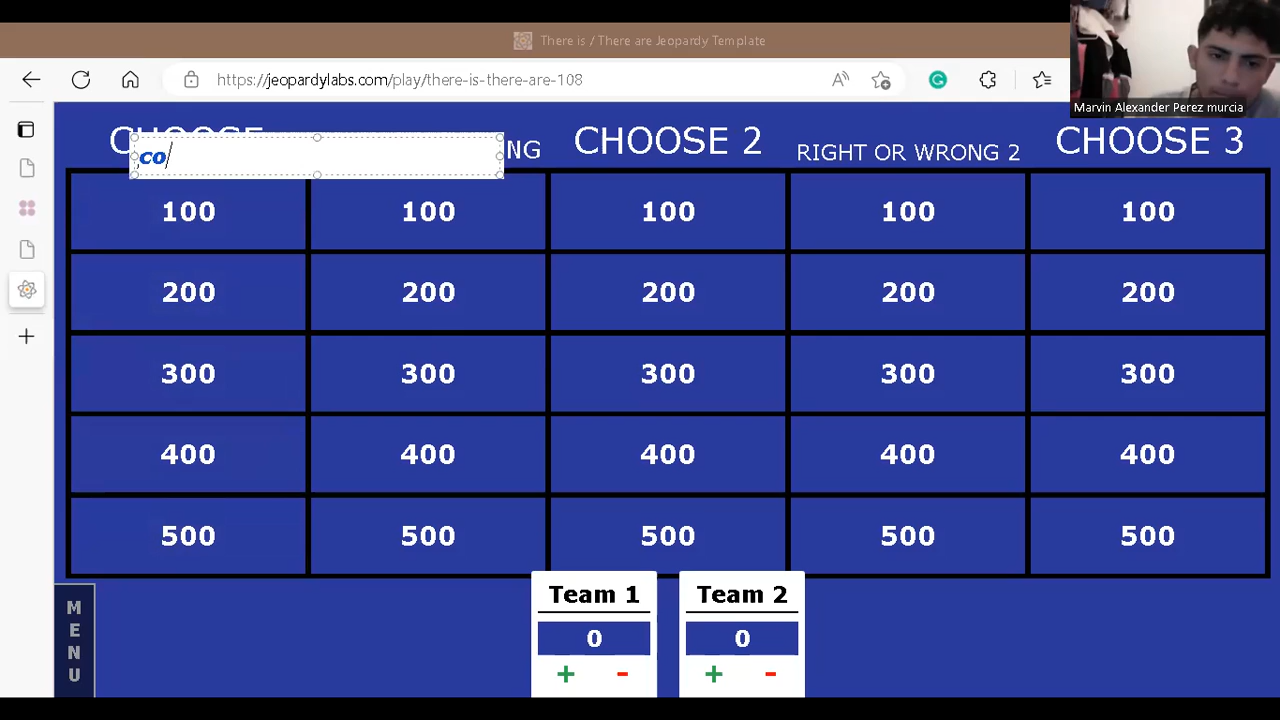 There is / There are Jeopardy Template
https://jeopardylabs.com/play/there-is-there-are-108
Marvin Alexander Perez murcia
CHOOSE NG CHOOSE 2 RIGHT OR WRONG 2 CHOOSE 3
co
100 100 100 100 100
200 200 200 200 200
300 300 300 300 300
400 400 400 400 400
500 500 500 500 500
MENU
Team 1 Team 2
0 0
+ - + -